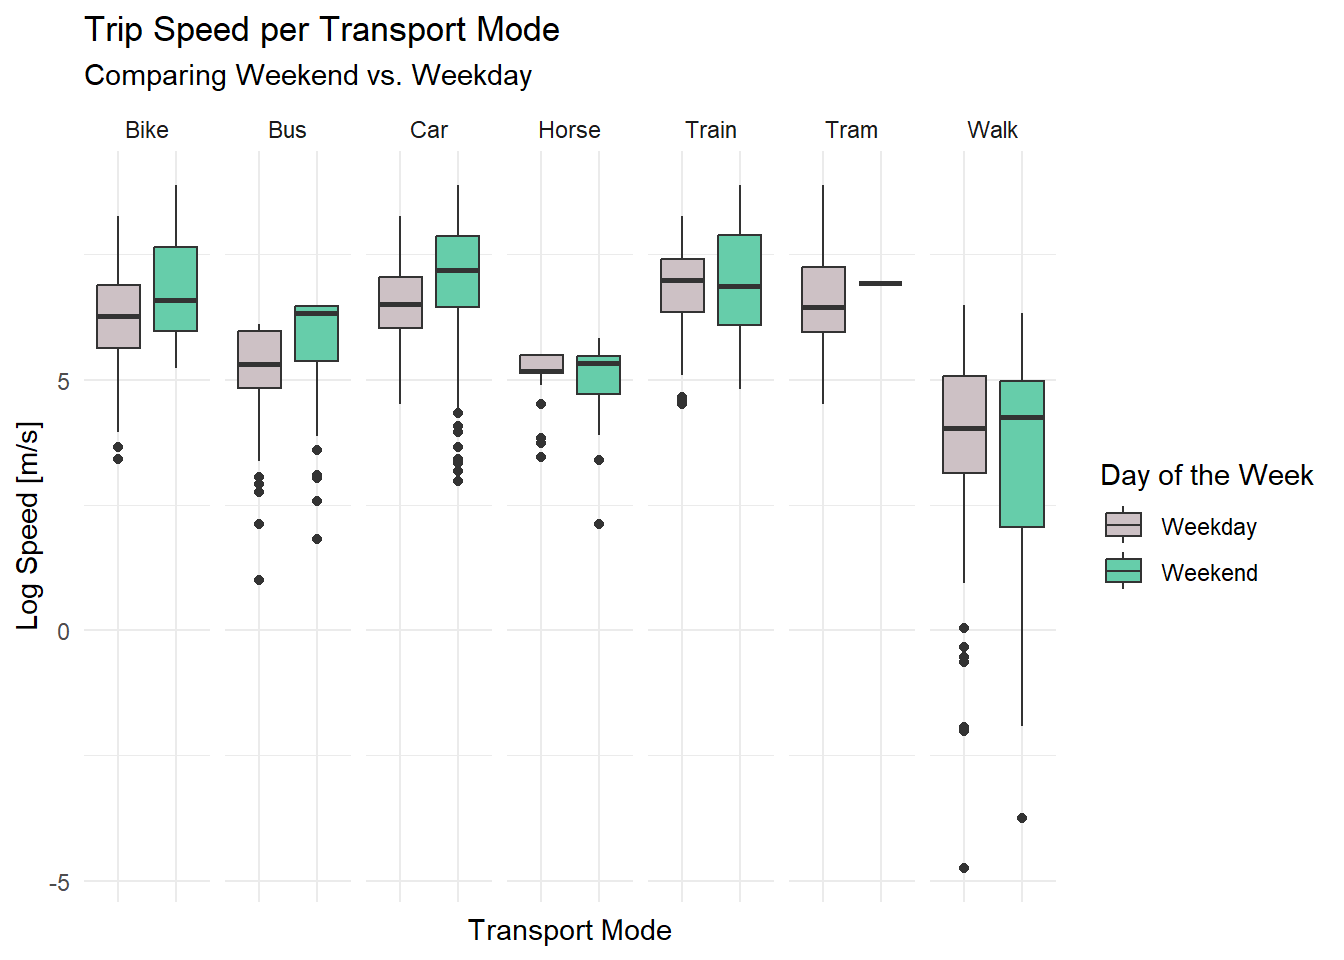 Trip Speed per Transport Mode
Comparing Weekend vs. Weekday
Bike Bus Car Horse Train Tram Walk
5
0
-5
Log Speed [m/s]
Transport Mode
Day of the Week
Weekday
Weekend